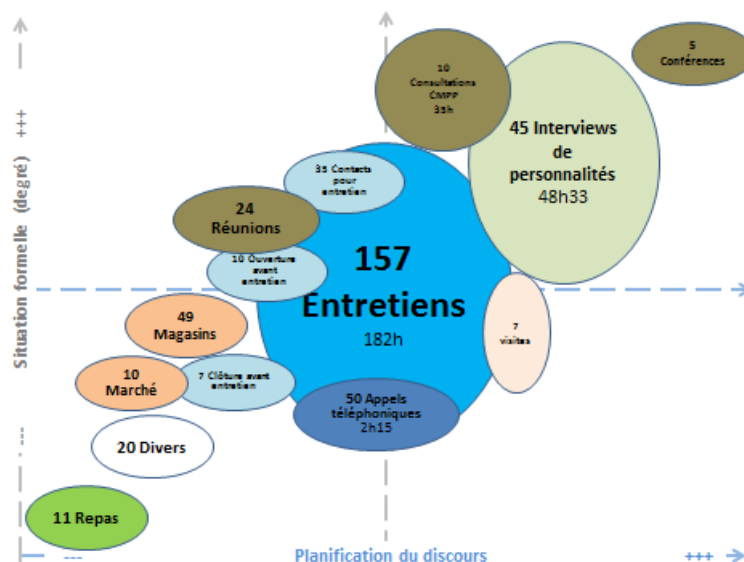 Situation formelle (degré)
+++
---
10
Consultations
CMPP
35h
5
Conférences
45 Interviews
de
personnalités
48h33
35 Contacts
pour
entretien
24
Réunions
10 Ouverture
avant
entretien
157
Entretiens
182h
49
Magasins
7
visites
10
Marché
7 Clôture avant
entretien
50 Appels
téléphoniques
2h15
20 Divers
11 Repas
---
Planification du discours
+++